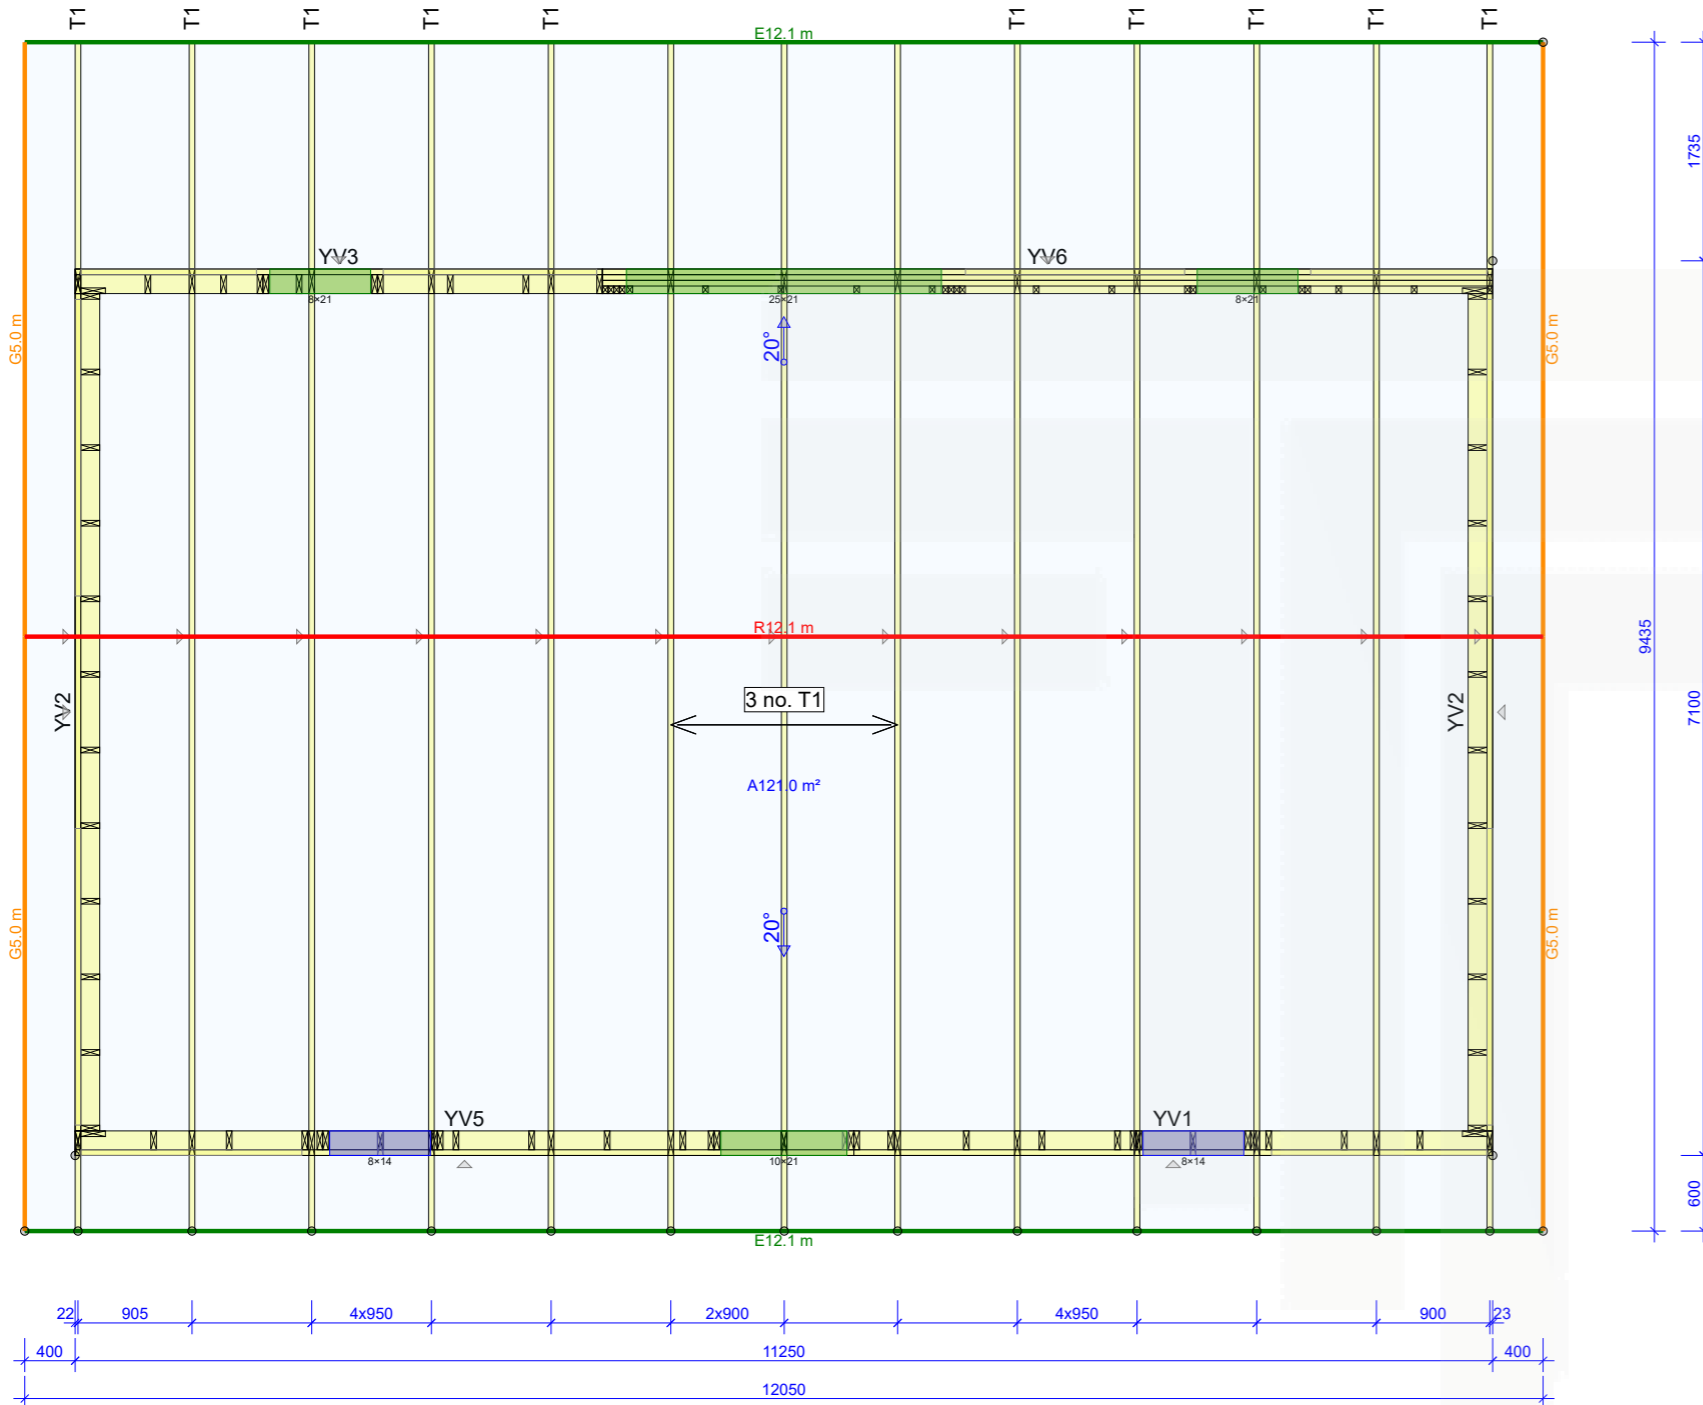 T1 T1 T1 T1 T1 T1 T1 T1 T1 T1
E12.1 m
1735
YV3 YV6
8×21 25×21 8×21
G5.0 m 20° G5.0 m
R12.1 m
9435
3 no. T1
YV2 YV2 7100
A121.0 m²
G5.0 m 20° G5.0 m
YV5 YV1
8×14 10×21 8×14
600
E12.1 m
22 905 4x950 2x900 4x950 900 23
400 11250 400
12050